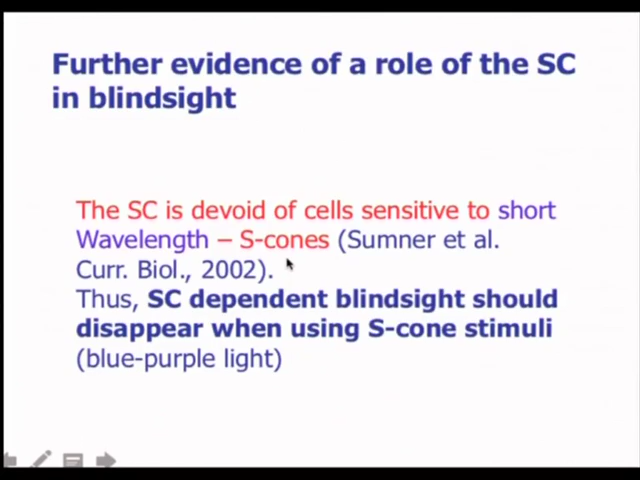 Further evidence of a role of the SC
in blindsight
The SC is devoid of cells sensitive to short
Wavelength – S-cones (Sumner et al.
Curr. Biol., 2002).
Thus, SC dependent blindsight should
disappear when using S-cone stimuli
(blue-purple light)